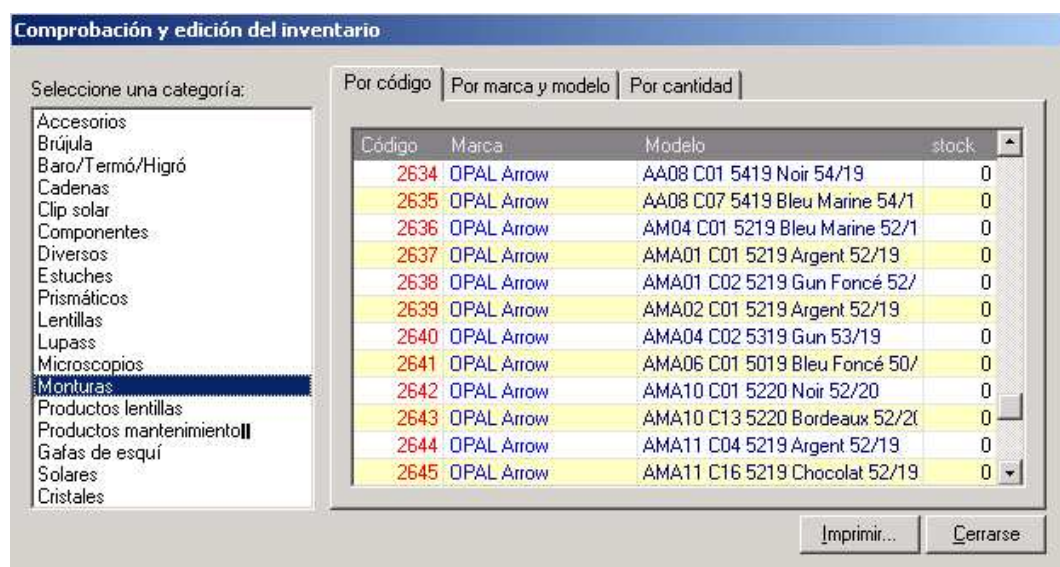 Comprobación y edición del inventario
Seleccione una categoría:
Accesorios
Brújula
Baro/Termó/Higró
Cadenas
Clip solar
Componentes
Diversos
Estuches
Prismáticos
Lentillas
Lupass
Microscopios
Monturas
Productos lentillas
Productos mantenimiento
Gafas de esquí
Solares
Cristales
Por código Por marca y modelo Por cantidad
Código Marca Modelo stock
2634 OPAL Arrow AA08 C01 5419 Noir 54/19 0
2635 OPAL Arrow AA08 C07 5419 Bleu Marine 54/1 0
2636 OPAL Arrow AM04 C01 5219 Bleu Marine 52/1 0
2637 OPAL Arrow AMA01 C01 5219 Argent 52/19 0
2638 OPAL Arrow AMA01 C02 5219 Gun Foncé 52/ 0
2639 OPAL Arrow AMA02 C01 5219 Argent 52/19 0
2640 OPAL Arrow AMA04 C02 5319 Gun 53/19 0
2641 OPAL Arrow AMA06 C01 5019 Bleu Foncé 50/ 0
2642 OPAL Arrow AMA10 C01 5220 Noir 52/20 0
2643 OPAL Arrow AMA10 C13 5220 Bordeaux 52/2( 0
2644 OPAL Arrow AMA11 C04 5219 Argent 52/19 0
2645 OPAL Arrow AMA11 C16 5219 Chocolat 52/19 0
Imprimir... Cerrarse